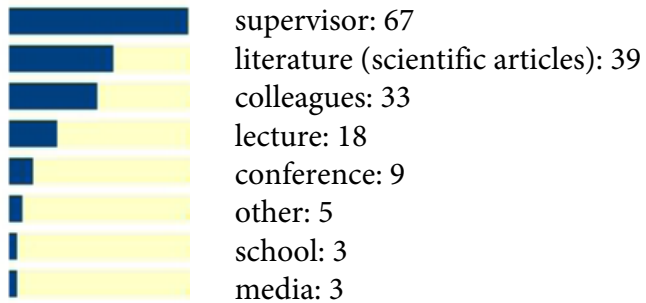 supervisor: 67
literature (scientific articles): 39
colleagues: 33
lecture: 18
conference: 9
other: 5
school: 3
media: 3